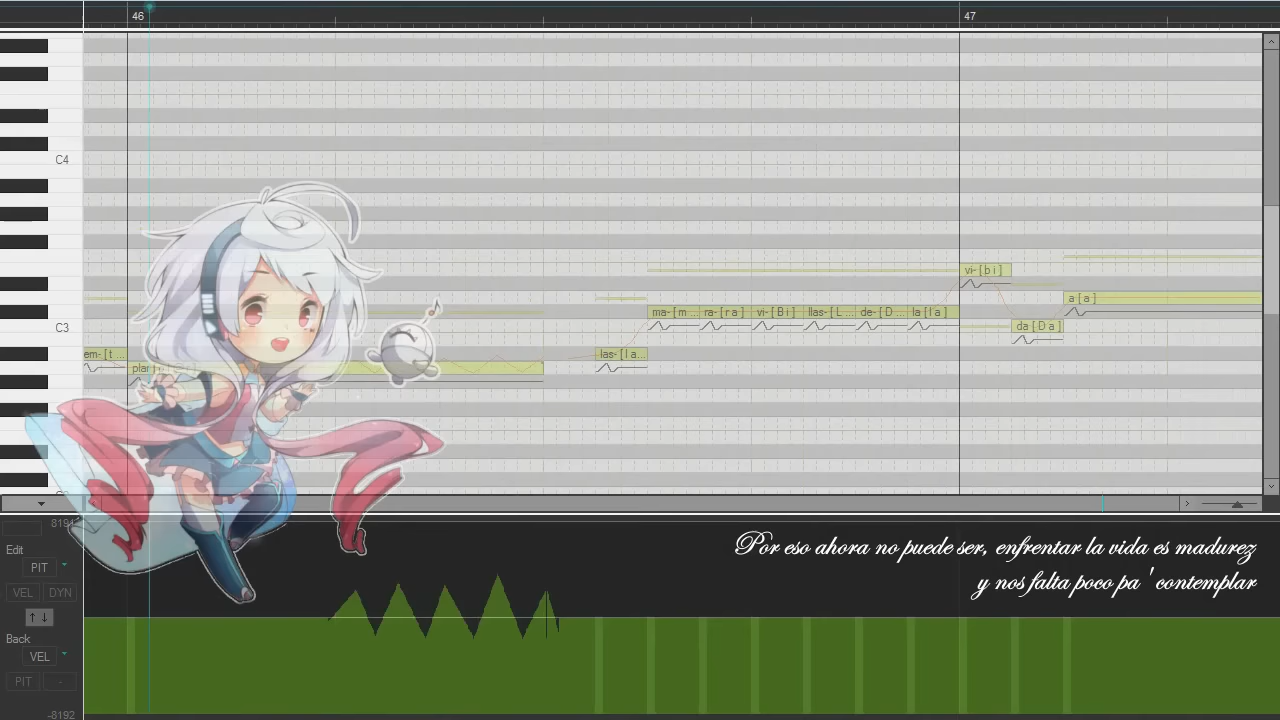 46
47
C4
vi- [ b i ]
a [ a ]
ma- [ m ...
ra- [ r a ]
vi- [ B i ]
llas- [ L ...
de- [ D ...
la [ l a ]
C3
da [ D a ]
em- [ t ...
las- [ l a...
plar
8191
Edit
PIT
VEL DYN
Back
VEL
PIT -
-8192
Por eso ahora no puede ser, enfrentar la vida es madurez
y nos falta poco pa ' contemplar